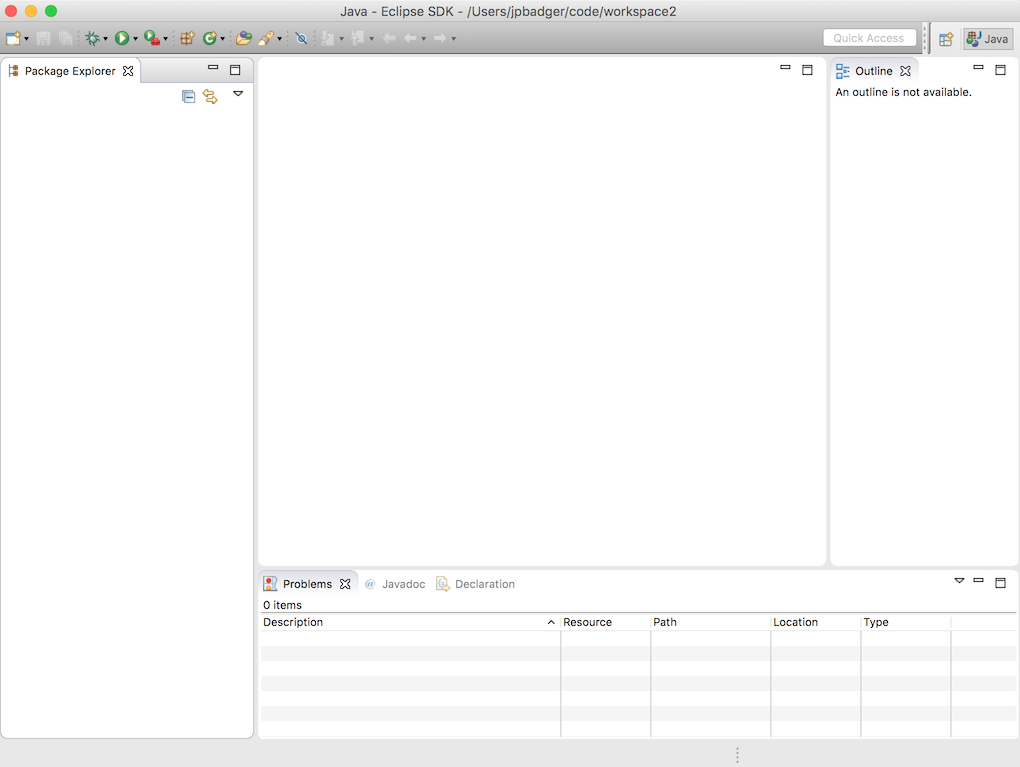 Java - Eclipse SDK - /Users/jpbadger/code/workspace2
Quick Access
Java
Package Explorer
Outline
An outline is not available.
Problems
Javadoc
Declaration
0 items
Description
Resource
Path
Location
Type